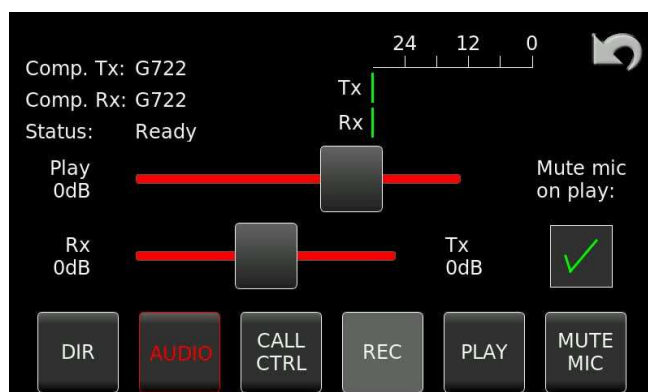 24 12 0
Comp. Tx: G722
Tx
Comp. Rx: G722
Rx
Status: Ready
Play
0dB
Mute mic
on play:
Rx
0dB
Tx
0dB
DIR
AUDIO
CALL
CTRL
REC
PLAY
MUTE
MIC